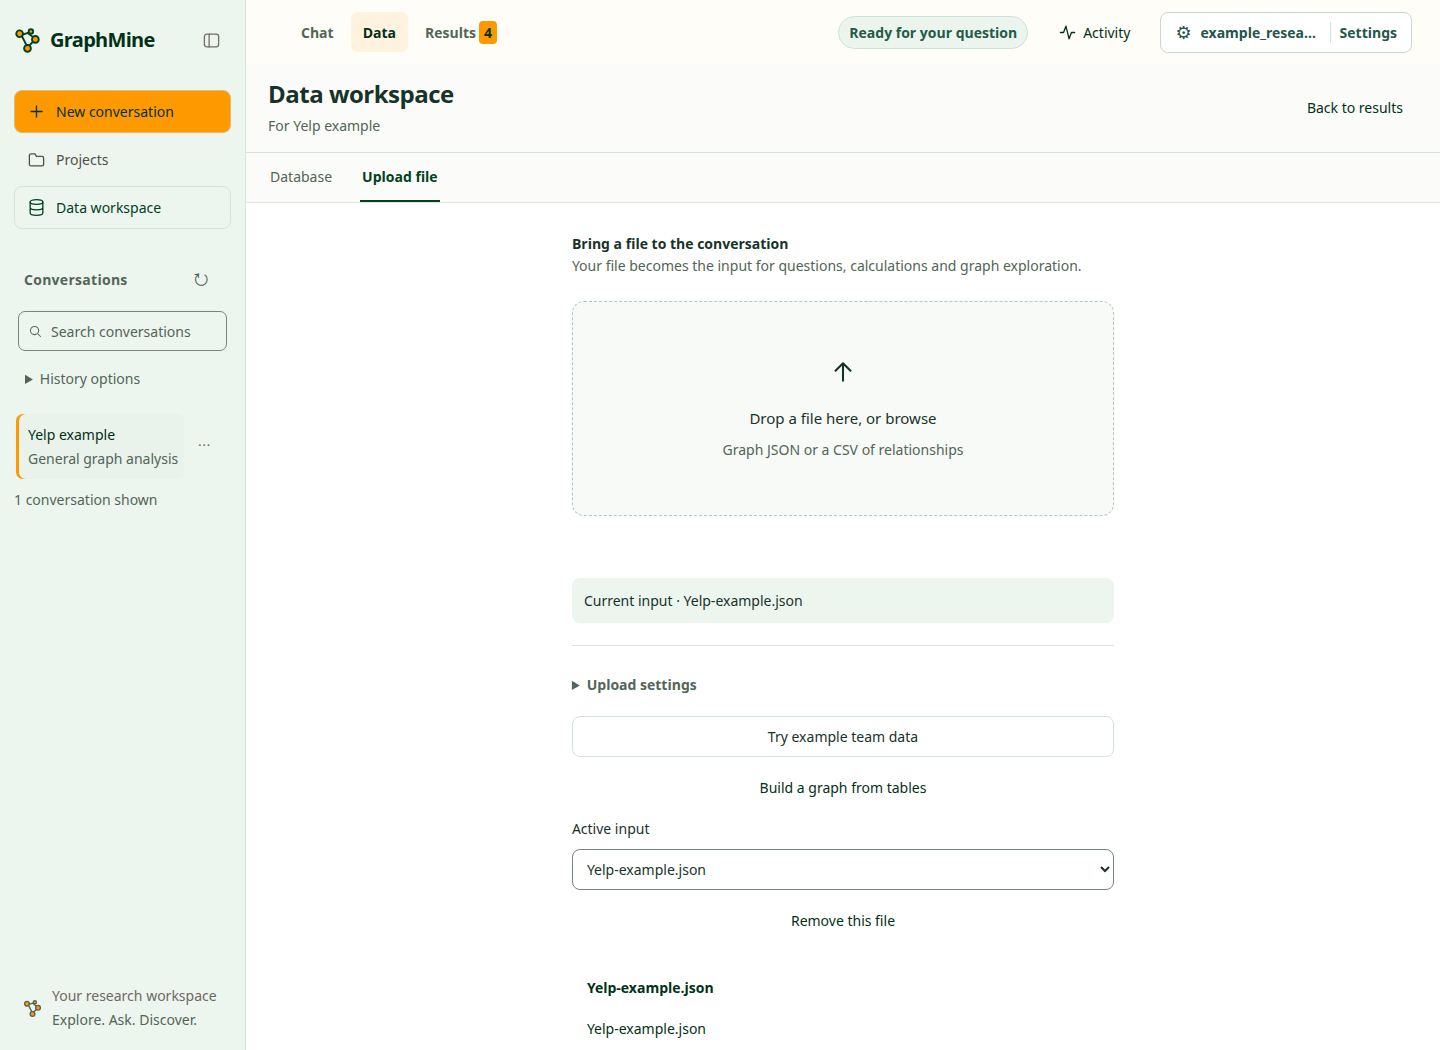 GraphMine
New conversation
Projects
Data workspace
Conversations
Search conversations
History options
Yelp example
General graph analysis
...
1 conversation shown
Your research workspace
Explore. Ask. Discover.
Chat
Data
Results 4
Ready for your question
Activity
example_resea...
Settings
Data workspace
For Yelp example
Back to results
Database
Upload file
Bring a file to the conversation
Your file becomes the input for questions, calculations and graph exploration.
Drop a file here, or browse
Graph JSON or a CSV of relationships
Current input · Yelp-example.json
Upload settings
Try example team data
Build a graph from tables
Active input
Yelp-example.json
Remove this file
Yelp-example.json
Yelp-example.json